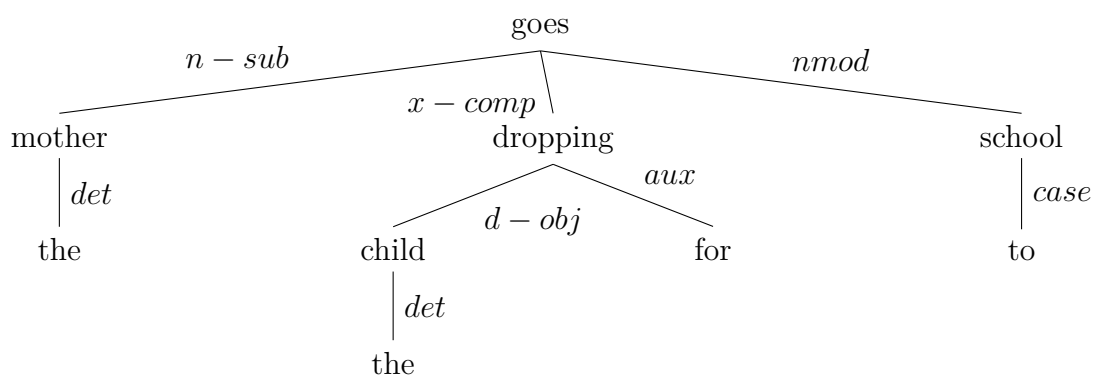 goes
n − sub
nmod
x − comp
mother
dropping
school
det
aux
case
d − obj
the
child
for
to
det
the